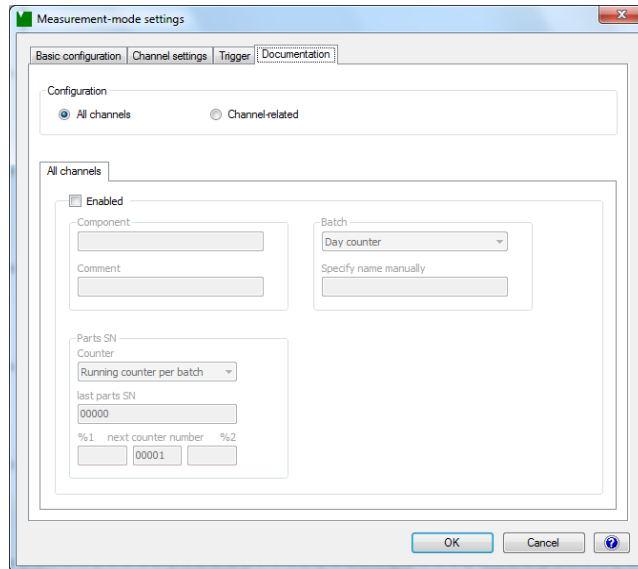 Measurement-mode settings
x
Basic configuration Channel settings Trigger Documentation
Configuration
All channels Channel-related
All channels
Enabled
Component
Comment
Batch
Day counter
Specify name manually
Parts SN
Counter
Running counter per batch
last parts SN
00000
%1 next counter number %2
00001
OK Cancel ?